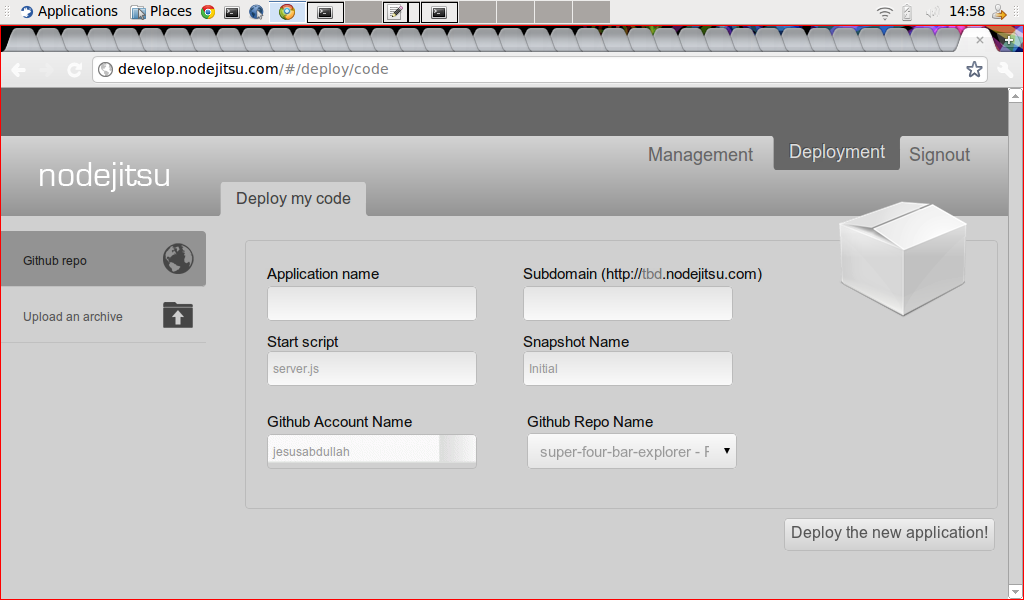 Applications Places 14:58
develop.nodejitsu.com/#/deploy/code
nodejitsu
Management Deployment Signout
Deploy my code
Github repo
Upload an archive
Application name
Subdomain (http://tbd.nodejitsu.com)
Start script
server.js
Snapshot Name
Initial
Github Account Name
jesusabdullah
Github Repo Name
super-four-bar-explorer - F
Deploy the new application!